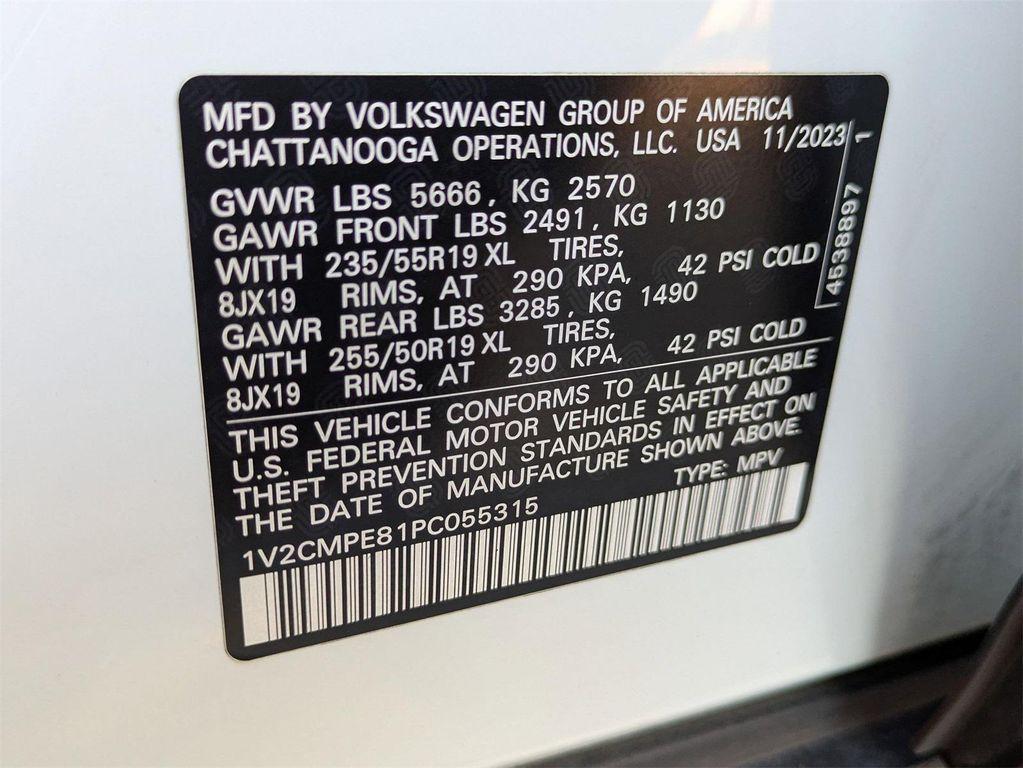 MFD BY VOLKSWAGEN GROUP OF AMERICA
CHATTANOOGA OPERATIONS, LLC. USA 11/2023
GVWR LBS 5666, KG 2570
GAWR FRONT LBS 2491, KG 1130
WITH 235/55R19 XL TIRES,
8JX19 RIMS, AT 290 KPA, 42 PSI COLD
GAWR REAR LBS 3285, KG 1490
WITH 255/50R19 XL TIRES,
8JX19 RIMS, AT 290 KPA, 42 PSI COLD
4538897 1
THIS VEHICLE CONFORMS TO ALL APPLICABLE
U.S. FEDERAL MOTOR VEHICLE SAFETY AND
THEFT PREVENTION STANDARDS IN EFFECT ON
THE DATE OF MANUFACTURE SHOWN ABOVE.
1V2CMPE81PC055315 TYPE: MPV